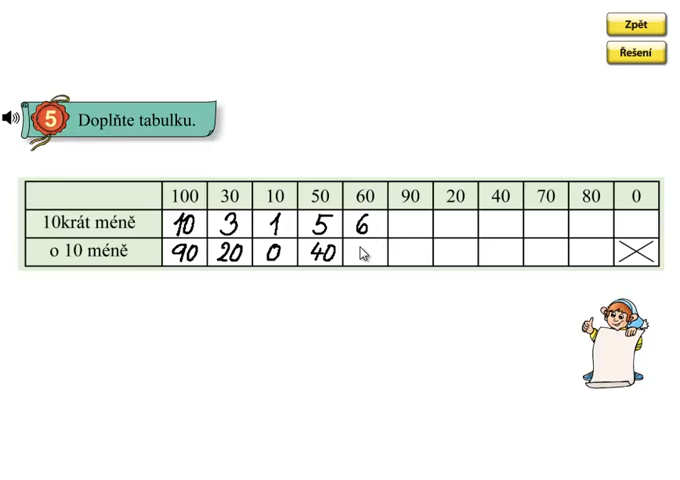 Zpět
Řešení
5 Doplňte tabulku.
100 30 10 50 60 90 20 40 70 80 0
10krát méně 10 3 1 5 6
o 10 méně 90 20 0 40